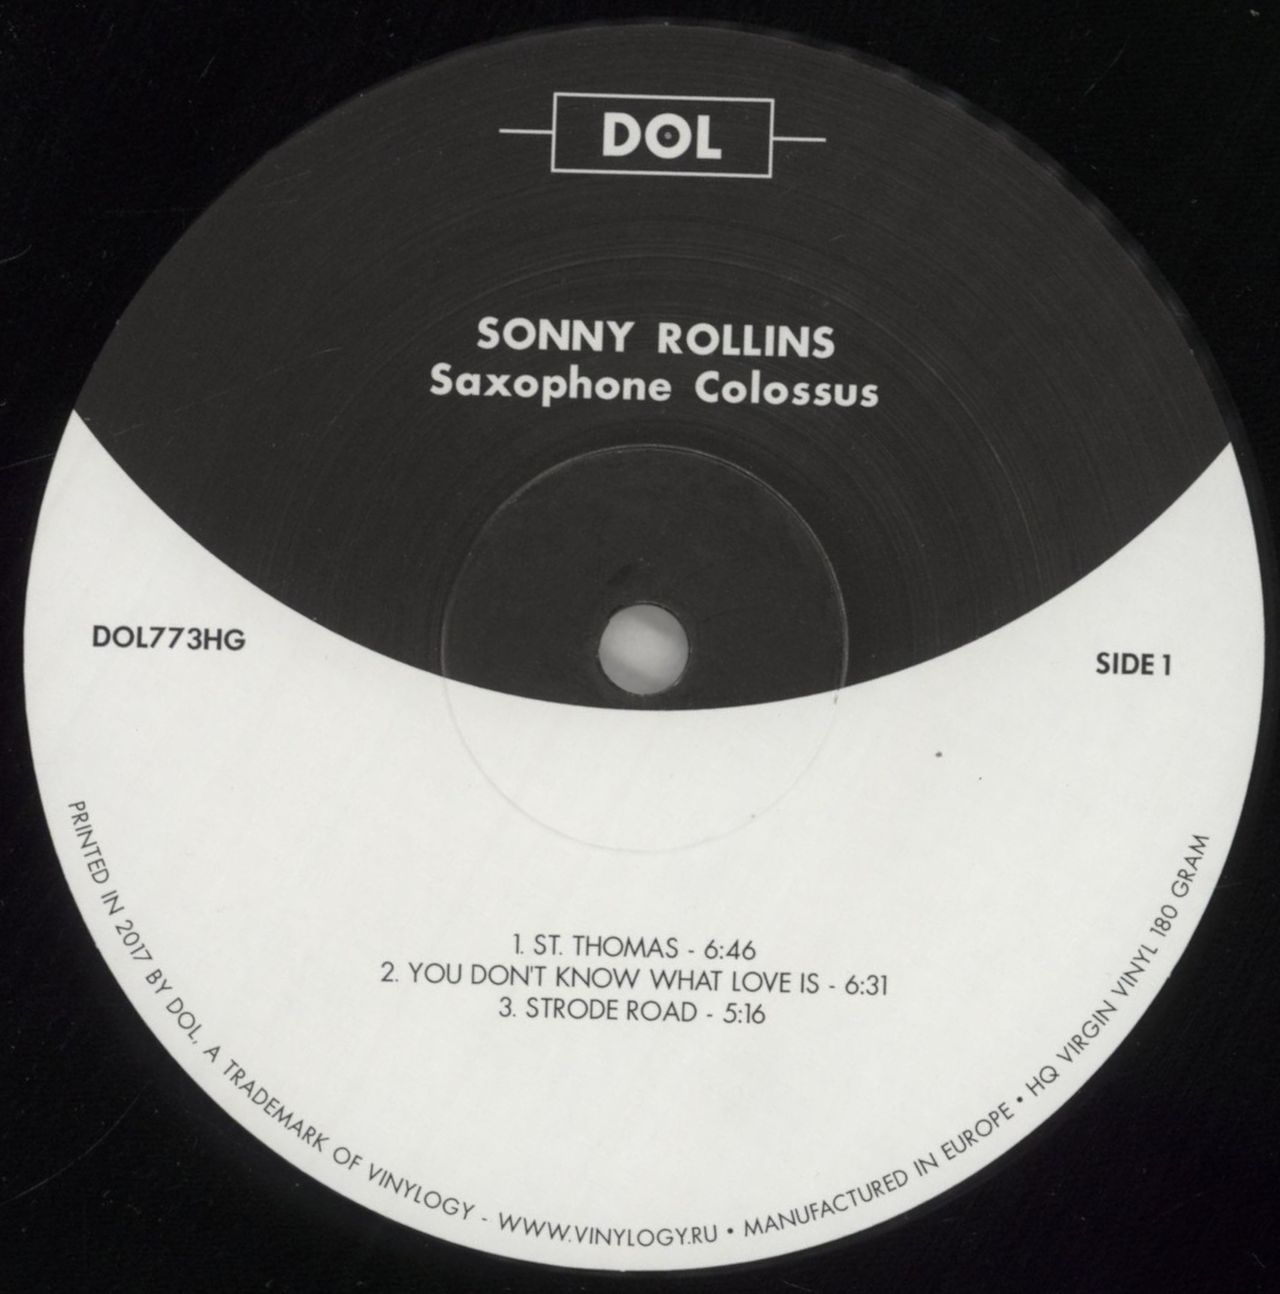 DOL
SONNY ROLLINS
Saxophone Colossus
DOL773HG
SIDE 1
1. ST. THOMAS - 6:46
2. YOU DON'T KNOW WHAT LOVE IS - 6:31
3. STRODE ROAD - 5:16
PRINTED IN 2017 BY DOL, A TRADEMARK OF VINYLOGY - WWW.VINYLOGY.RU • MANUFACTURED IN EUROPE • HQ VIRGIN VINYL 180 GRAM